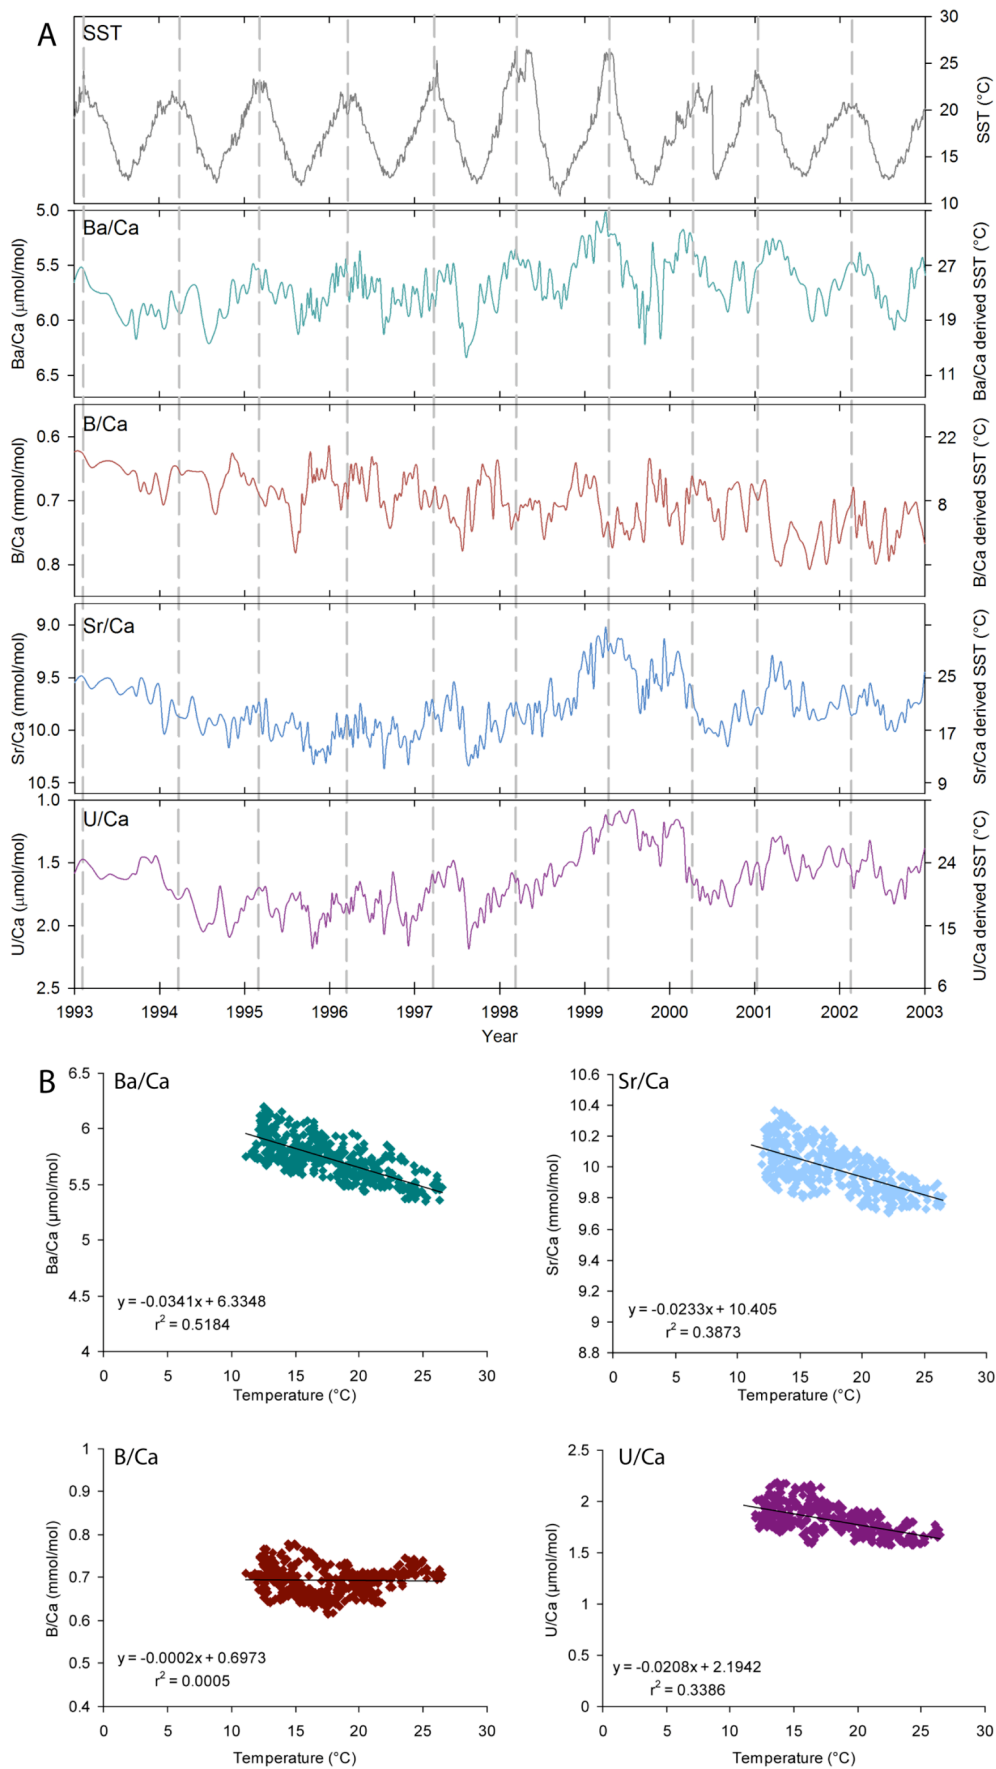 A
SST
30
25
20
15
10
SST (°C)
Ba/Ca
5.0
5.5
6.0
6.5
Ba/Ca (μmol/mol)
27
19
11
Ba/Ca derived SST (°C)
B/Ca
0.6
0.7
0.8
B/Ca (mmol/mol)
22
8
B/Ca derived SST (°C)
Sr/Ca
9.0
9.5
10.0
10.5
Sr/Ca (mmol/mol)
25
17
9
Sr/Ca derived SST (°C)
U/Ca
1.0
1.5
2.0
2.5
U/Ca (μmol/mol)
24
15
6
U/Ca derived SST (°C)
1993 1994 1995 1996 1997 1998 1999 2000 2001 2002 2003
Year
B
Ba/Ca
6.5
6
5.5
5
4.5
4
Ba/Ca (μmol/mol)
y = -0.0341x + 6.3348
r² = 0.5184
0 5 10 15 20 25 30
Temperature (°C)
Sr/Ca
10.6
10.4
10.2
10
9.8
9.6
9.4
9.2
9
8.8
Sr/Ca (mmol/mol)
y = -0.0233x + 10.405
r² = 0.3873
0 5 10 15 20 25 30
Temperature (°C)
B/Ca
1
0.9
0.8
0.7
0.6
0.5
0.4
B/Ca (mmol/mol)
y = -0.0002x + 0.6973
r² = 0.0005
0 5 10 15 20 25 30
Temperature (°C)
U/Ca
2.5
2
1.5
1
0.5
0
U/Ca (μmol/mol)
y = -0.0208x + 2.1942
r² = 0.3386
0 5 10 15 20 25 30
Temperature (°C)